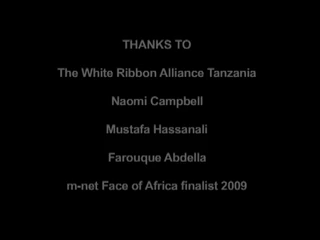 THANKS TO
The White Ribbon Alliance Tanzania
Naomi Campbell
Mustafa Hassanali
Farouque Abdella
m-net Face of Africa finalist 2009